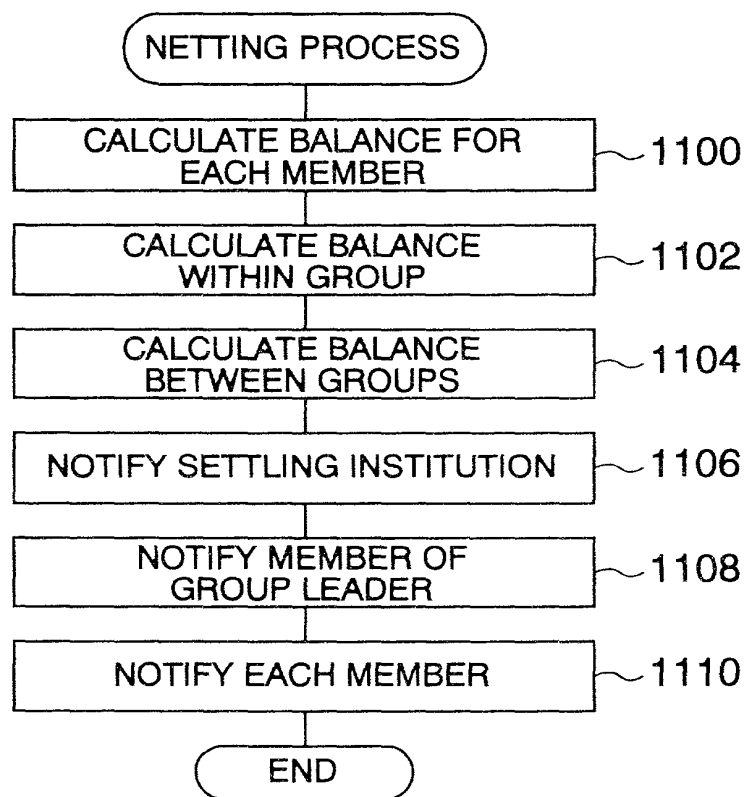 NETTING PROCESS
CALCULATE BALANCE FOR
EACH MEMBER
1100
CALCULATE BALANCE
WITHIN GROUP
1102
CALCULATE BALANCE
BETWEEN GROUPS
1104
NOTIFY SETTLING INSTITUTION
1106
NOTIFY MEMBER OF
GROUP LEADER
1108
NOTIFY EACH MEMBER
1110
END